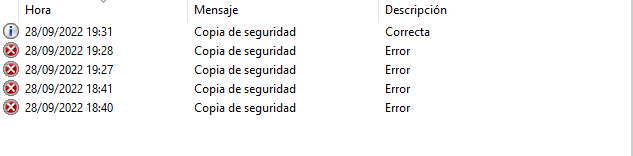 Hora Mensaje Descripción
28/09/2022 19:31 Copia de seguridad Correcta
28/09/2022 19:28 Copia de seguridad Error
28/09/2022 19:27 Copia de seguridad Error
28/09/2022 18:41 Copia de seguridad Error
28/09/2022 18:40 Copia de seguridad Error